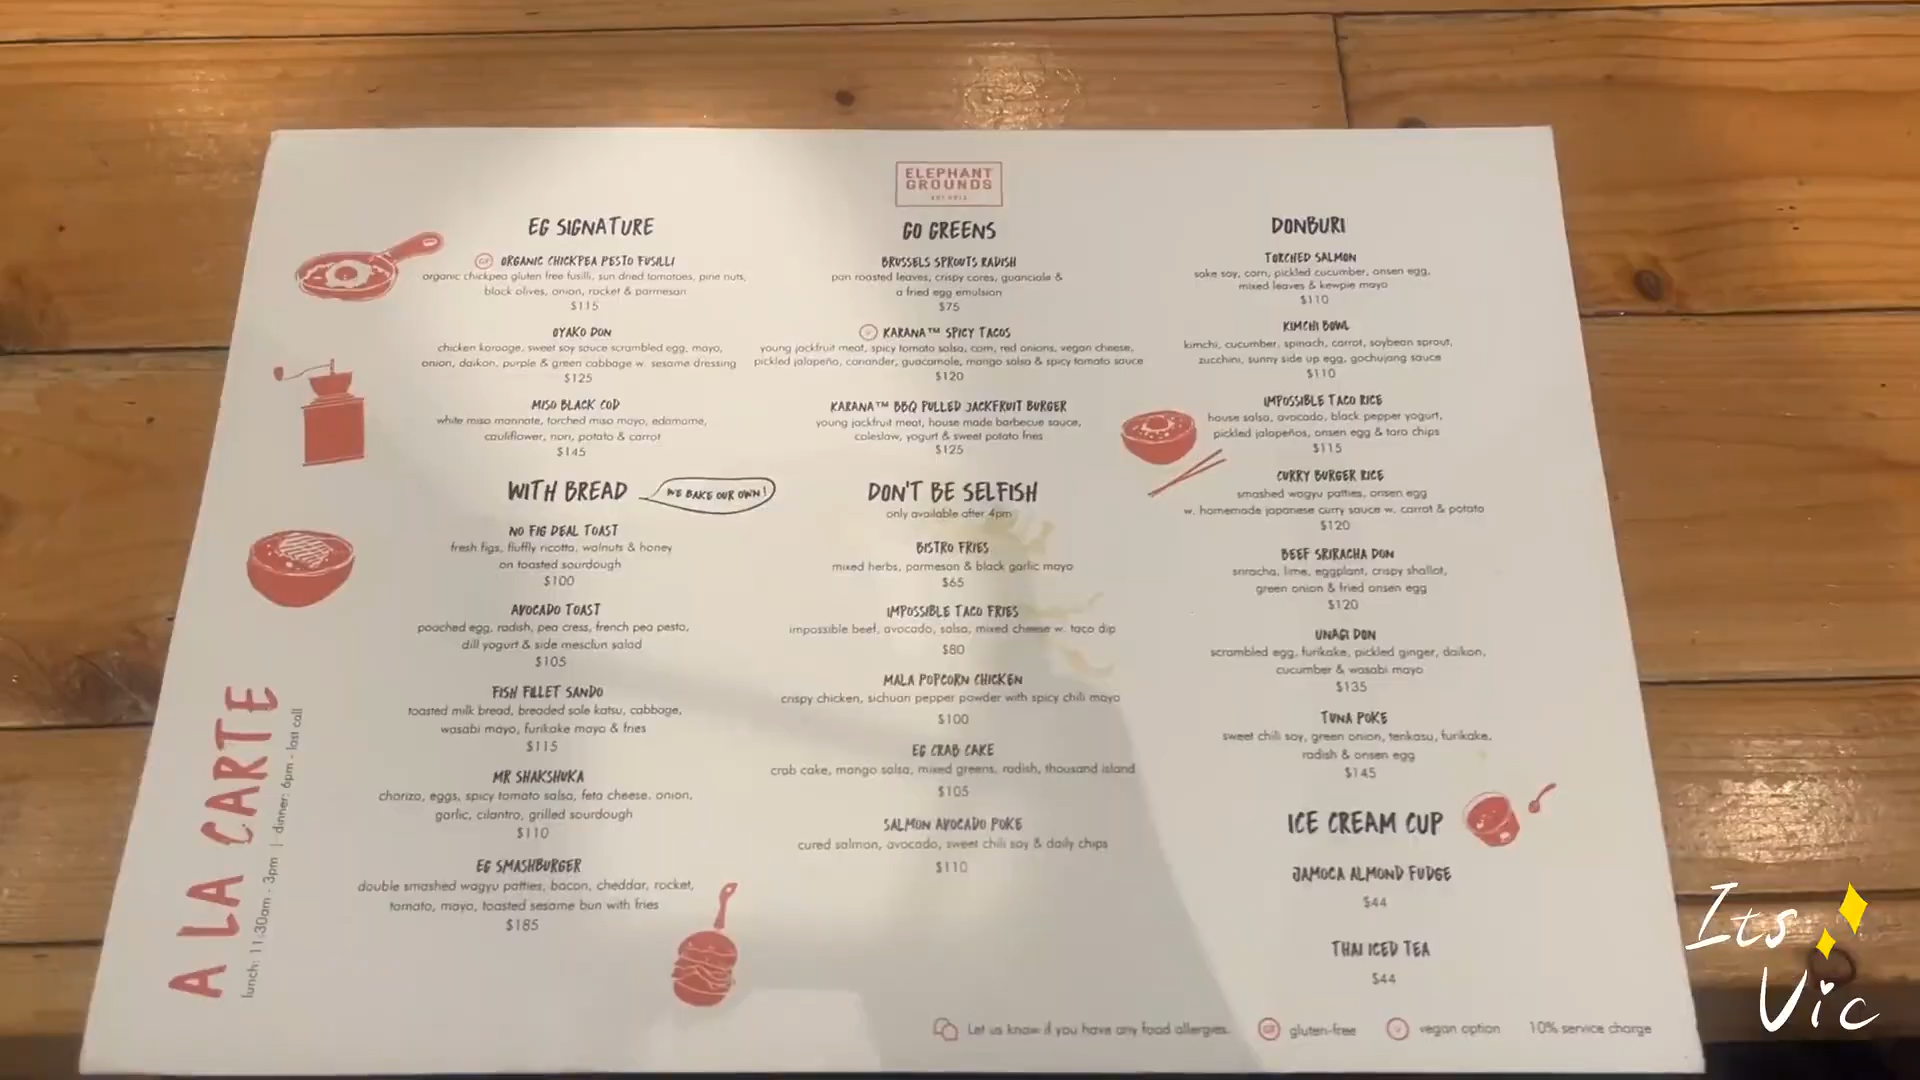 ELEPHANT
GROUNDS
EG SIGNATURE
GF ORGANIC CHICKPEA PESTO FUSILLI
organic chickpea gluten free fusilli, sun dried tomatoes, pine nuts,
black olives, onion, rocket & parmesan
$115
OYAKO DON
chicken karaage, sweet soy sauce scrambled egg, mayo,
onion, daikon, purple & green cabbage w. sesame dressing
$125
MISO BLACK COD
white miso marinate, torched miso mayo, edamame,
cauliflower, nori, potato & carrot
$145
WITH BREAD
WE BAKE OUR OWN!
NO FIG DEAL TOAST
fresh figs, fluffly ricotta, walnuts & honey
on toasted sourdough
$100
AVOCADO TOAST
poached egg, radish, pea cress, french pea pesto,
dill yogurt & side mesclun salad
$105
FISH FILLET SANDO
toasted milk bread, breaded sole katsu, cabbage,
wasabi mayo, furikake mayo & fries
$115
MR SHAKSHUKA
chorizo, eggs, spicy tomato salsa, feta cheese, onion,
garlic, cilantro, grilled sourdough
$110
EG SMASHBURGER
double smashed wagyu patties, bacon, cheddar, rocket,
tomato, mayo, toasted sesame bun with fries
$185
GO GREENS
BRUSSELS SPROUTS RADISH
pan roasted leaves, crispy cores, guanciale &
a fried egg emulsion
$75
V KARANA™ SPICY TACOS
young jackfruit meat, spicy tomato salsa, corn, red onions, vegan cheese,
pickled jalapeño, coriander, guacamole, mango salsa & spicy tomato sauce
$120
KARANA™ BBQ PULLED JACKFRUIT BURGER
young jackfruit meat, house made barbecue sauce,
coleslaw, yogurt & sweet potato fries
$125
DON'T BE SELFISH
only available after 4pm
BISTRO FRIES
mixed herbs, parmeson & black garlic mayo
$65
IMPOSSIBLE TACO FRIES
impossible beef, avocado, salsa, mixed cheese w. taco dip
$80
MALA POPCORN CHICKEN
crispy chicken, sichuan pepper powder with spicy chili mayo
$100
EG CRAB CAKE
crab cake, mango salsa, mixed greens, radish, thousand island
$105
SALMON AVOCADO POKE
cured salmon, avocado, sweet chili soy & daily chips
$110
DONBURI
TORCHED SALMON
sake soy, corn, pickled cucumber, onsen egg,
mixed leaves & kewpie mayo
$110
KIMCHI BOWL
kimchi, cucumber, spinach, carrot, soybean sprout,
zucchini, sunny side up egg, gochujang sauce
$110
IMPOSSIBLE TACO RICE
house salsa, avocado, black pepper yogurt,
pickled jalapeños, onsen egg & taro chips
$115
CURRY BURGER RICE
smashed wagyu patties, onsen egg
w. homemade japanese curry sauce w. carrot & potato
$120
BEEF SRIRACHA DON
sriracha, lime, eggplant, crispy shallot,
green onion & fried onsen egg
$120
UNAGI DON
scrambled egg, furikake, pickled ginger, daikon,
cucumber & wasabi mayo
$135
TUNA POKE
sweet chili soy, green onion, tenkasu, furikake,
radish & onsen egg
$145
ICE CREAM CUP
JAMOCA ALMOND FUDGE
$44
THAI ICED TEA
$44
A LA CARTE
lunch: 11:30am - 3pm | dinner: 6pm - last call
Let us know if you have any food allergies.
GF gluten-free
V vegan option
10% service charge
Its
Vic